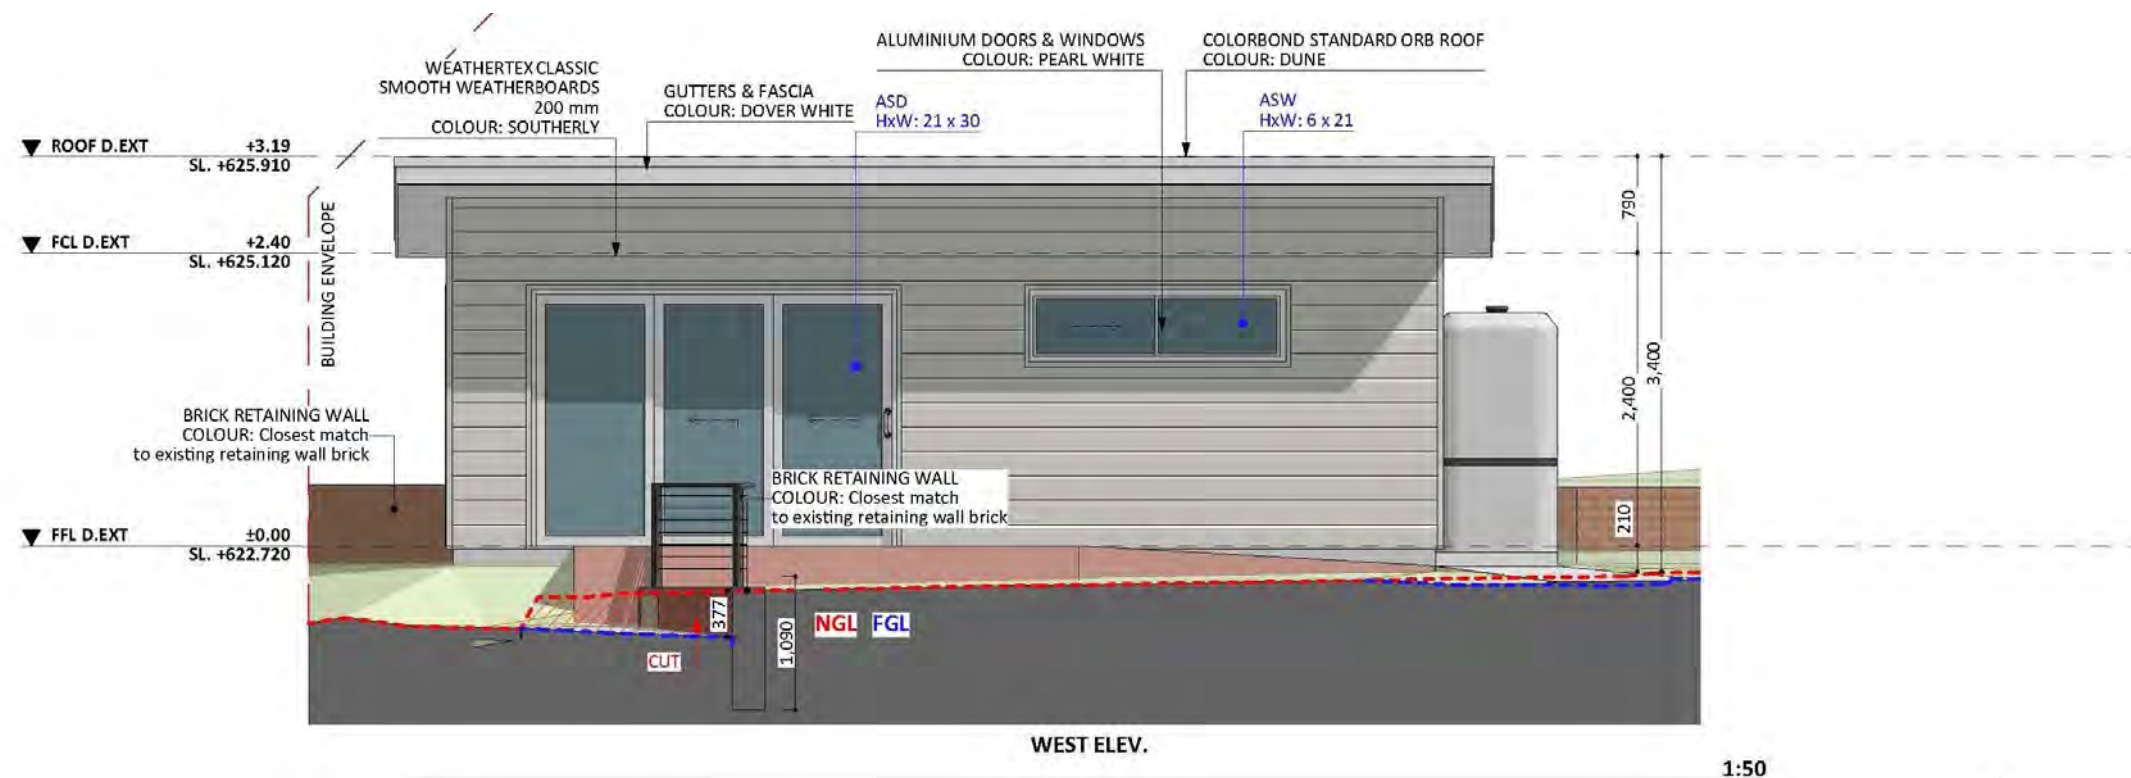 ALUMINIUM DOORS & WINDOWS
COLOUR: PEARL WHITE
COLORBOND STANDARD ORB ROOF
COLOUR: DUNE
WEATHERTEX CLASSIC
SMOOTH WEATHERBOARDS
200 mm
COLOUR: SOUTHERLY
GUTTERS & FASCIA
COLOUR: DOVER WHITE
ASD
HxW: 21 x 30
ASW
HxW: 6 x 21
ROOF D.EXT +3.19
SL. +625.910
FCL D.EXT +2.40
SL. +625.120
BUILDING ENVELOPE
790
3,400
2,400
210
BRICK RETAINING WALL
COLOUR: Closest match
to existing retaining wall brick
BRICK RETAINING WALL
COLOUR: Closest match
to existing retaining wall brick
FFL D.EXT ±0.00
SL. +622.720
377
1,090
NGL FGL
CUT
WEST ELEV.
1:50